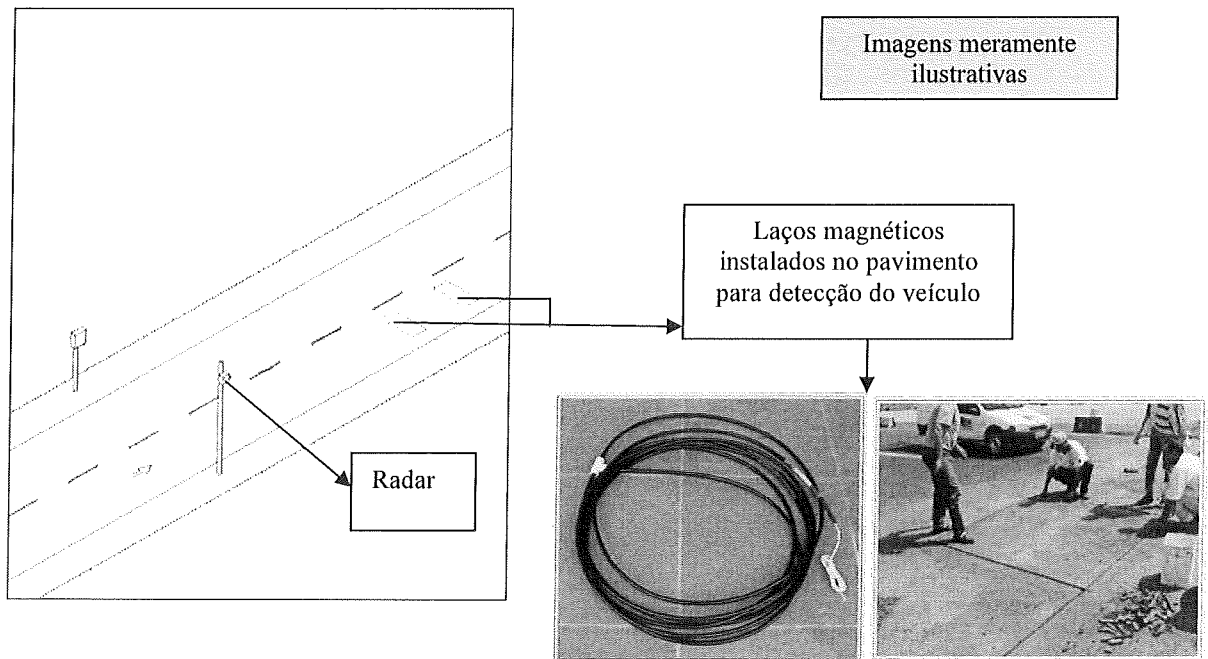 Imagens meramente
ilustrativas
Laços magnéticos
instalados no pavimento
para detecção do veículo
Radar